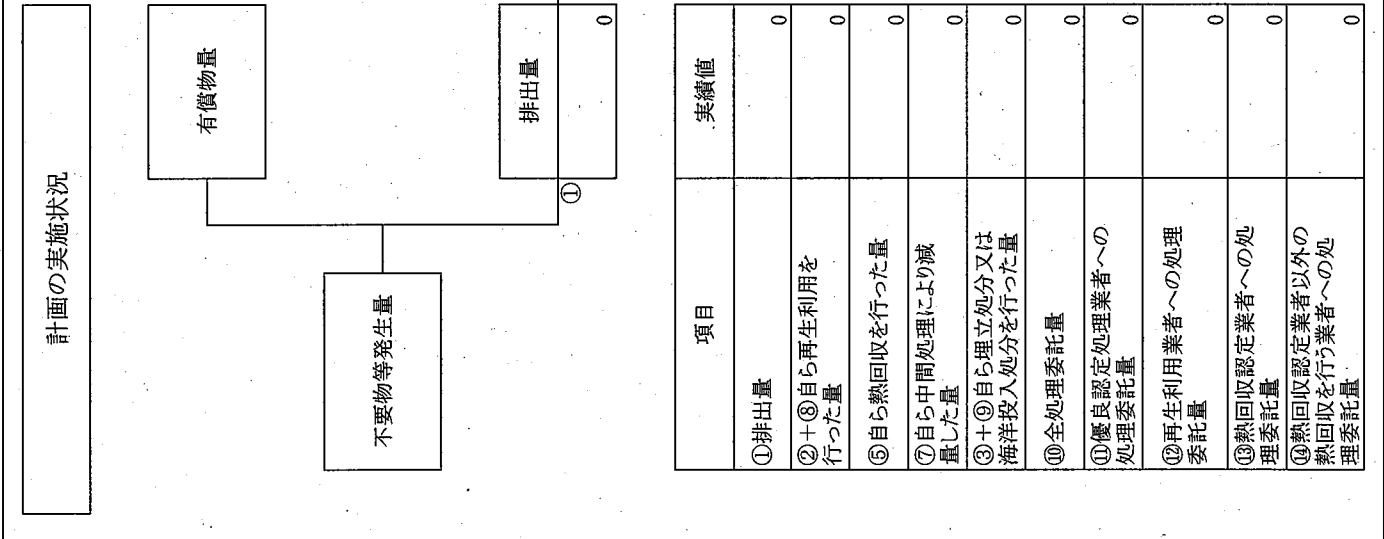 計画の実施状況
有償物量
不要物等発生量
①
排出量
0
項目
実績値
①排出量
0
②+⑧自ら再生利用を
行った量
0
⑤自ら熱回収を行った量
0
⑦自ら中間処理により減
量した量
0
③+⑨自ら埋立処分又は
海洋投入処分を行った量
0
⑩全処理委託量
0
⑪優良認定処理業者への
処理委託量
0
⑫再生利用業者への処理
委託量
0
⑬熱回収認定業者への処
理委託量
0
⑭熱回収認定業者以外の
熱回収を行う業者への処
理委託量
0